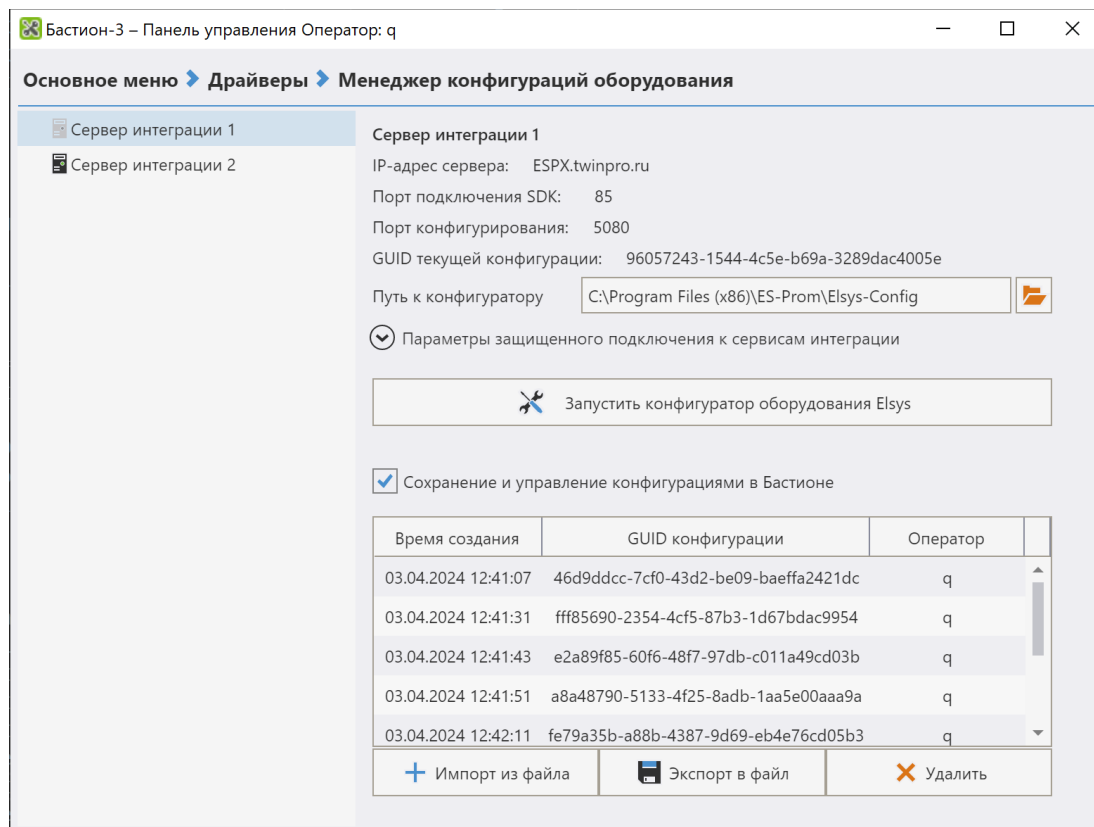 Бастион-3 – Панель управления Оператор: q
Основное меню Драйверы Менеджер конфигураций оборудования
Сервер интеграции 1
Сервер интеграции 2
Сервер интеграции 1
IP-адрес сервера: ESPX.twinpro.ru
Порт подключения SDK: 85
Порт конфигурирования: 5080
GUID текущей конфигурации: 96057243-1544-4c5e-b69a-3289dac4005e
Путь к конфигуратору C:\Program Files (x86)\ES-Prom\Elsys-Config
Параметры защищенного подключения к сервисам интеграции
Запустить конфигуратор оборудования Elsys
Сохранение и управление конфигурациями в Бастионе
Время создания GUID конфигурации Оператор
03.04.2024 12:41:07 46d9ddcc-7cf0-43d2-be09-baeffa2421dc q
03.04.2024 12:41:31 fff85690-2354-4cf5-87b3-1d67bdac9954 q
03.04.2024 12:41:43 e2a89f85-60f6-48f7-97db-c011a49cd03b q
03.04.2024 12:41:51 a8a48790-5133-4f25-8adb-1aa5e00aaa9a q
03.04.2024 12:42:11 fe79a35b-a88b-4387-9d69-eb4e76cd05b3 q
Импорт из файла Экспорт в файл Удалить